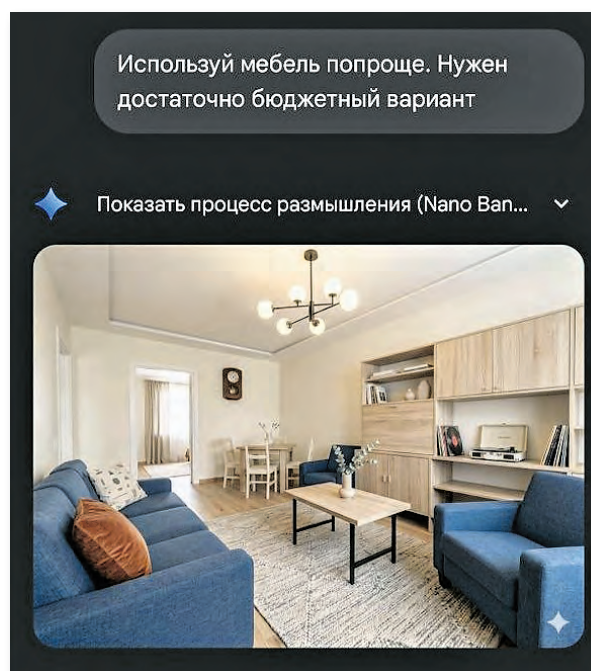 Используй мебель попроще. Нужен
достаточно бюджетный вариант
Показать процесс размышления (Nano Ban...